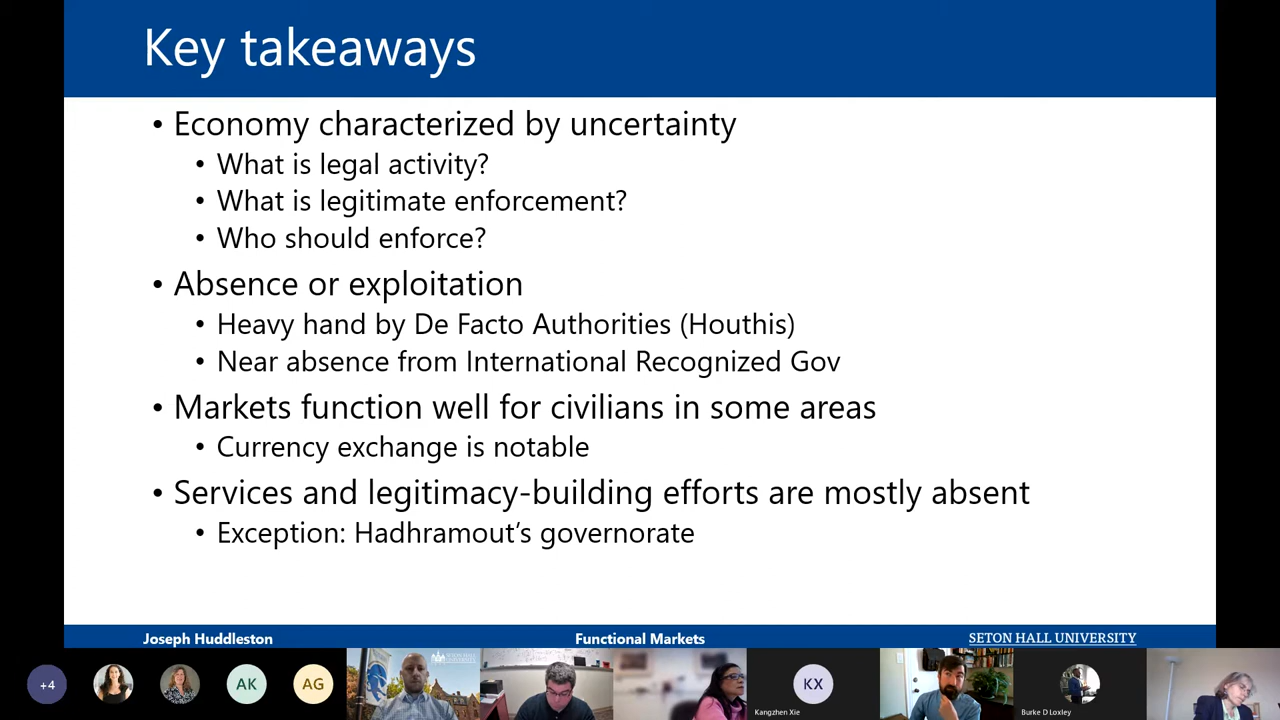 Key takeaways
• Economy characterized by uncertainty
• What is legal activity?
• What is legitimate enforcement?
• Who should enforce?
• Absence or exploitation
• Heavy hand by De Facto Authorities (Houthis)
• Near absence from International Recognized Gov
• Markets function well for civilians in some areas
• Currency exchange is notable
• Services and legitimacy-building efforts are mostly absent
• Exception: Hadhramout’s governorate
Joseph Huddleston
Functional Markets
SETON HALL UNIVERSITY
+4
AK
AG
KX
Kangzhen Xie
Burke D Loxley